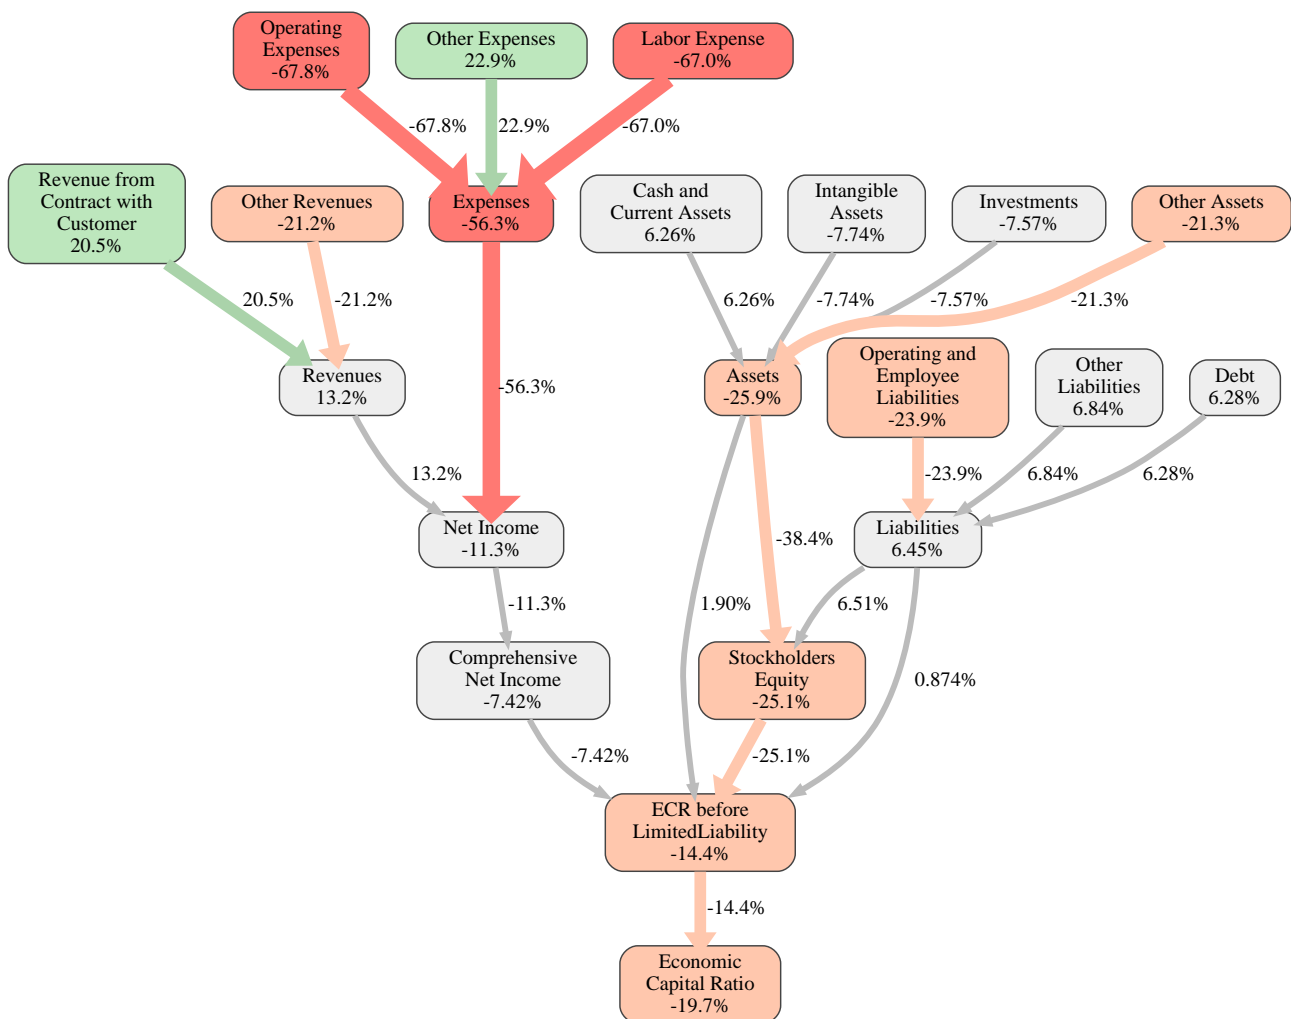 Operating
Expenses
-67.8%
Other Expenses
22.9%
Labor Expense
-67.0%
-67.8%
22.9%
-67.0%
Revenue from
Contract with
Customer
20.5%
Other Revenues
-21.2%
Expenses
-56.3%
Cash and
Current Assets
6.26%
Intangible
Assets
-7.74%
Investments
-7.57%
Other Assets
-21.3%
20.5%
-21.2%
-56.3%
6.26%
-7.74%
-7.57%
-21.3%
Revenues
13.2%
Assets
-25.9%
Operating and
Employee
Liabilities
-23.9%
Other
Liabilities
6.84%
Debt
6.28%
13.2%
-38.4%
-23.9%
6.84%
6.28%
Net Income
-11.3%
Liabilities
6.45%
-11.3%
1.90%
6.51%
0.874%
Comprehensive
Net Income
-7.42%
Stockholders
Equity
-25.1%
-7.42%
-25.1%
ECR before
LimitedLiability
-14.4%
-14.4%
Economic
Capital Ratio
-19.7%